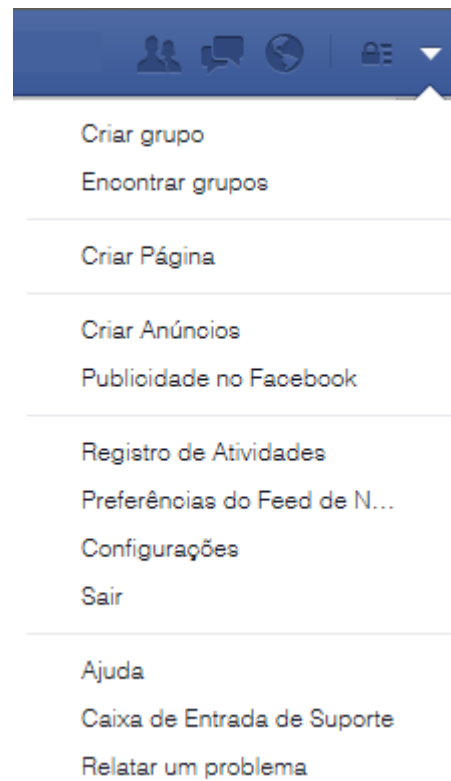 Criar grupo
Encontrar grupos
Criar Página
Criar Anúncios
Publicidade no Facebook
Registro de Atividades
Preferências do Feed de N...
Configurações
Sair
Ajuda
Caixa de Entrada de Suporte
Relatar um problema